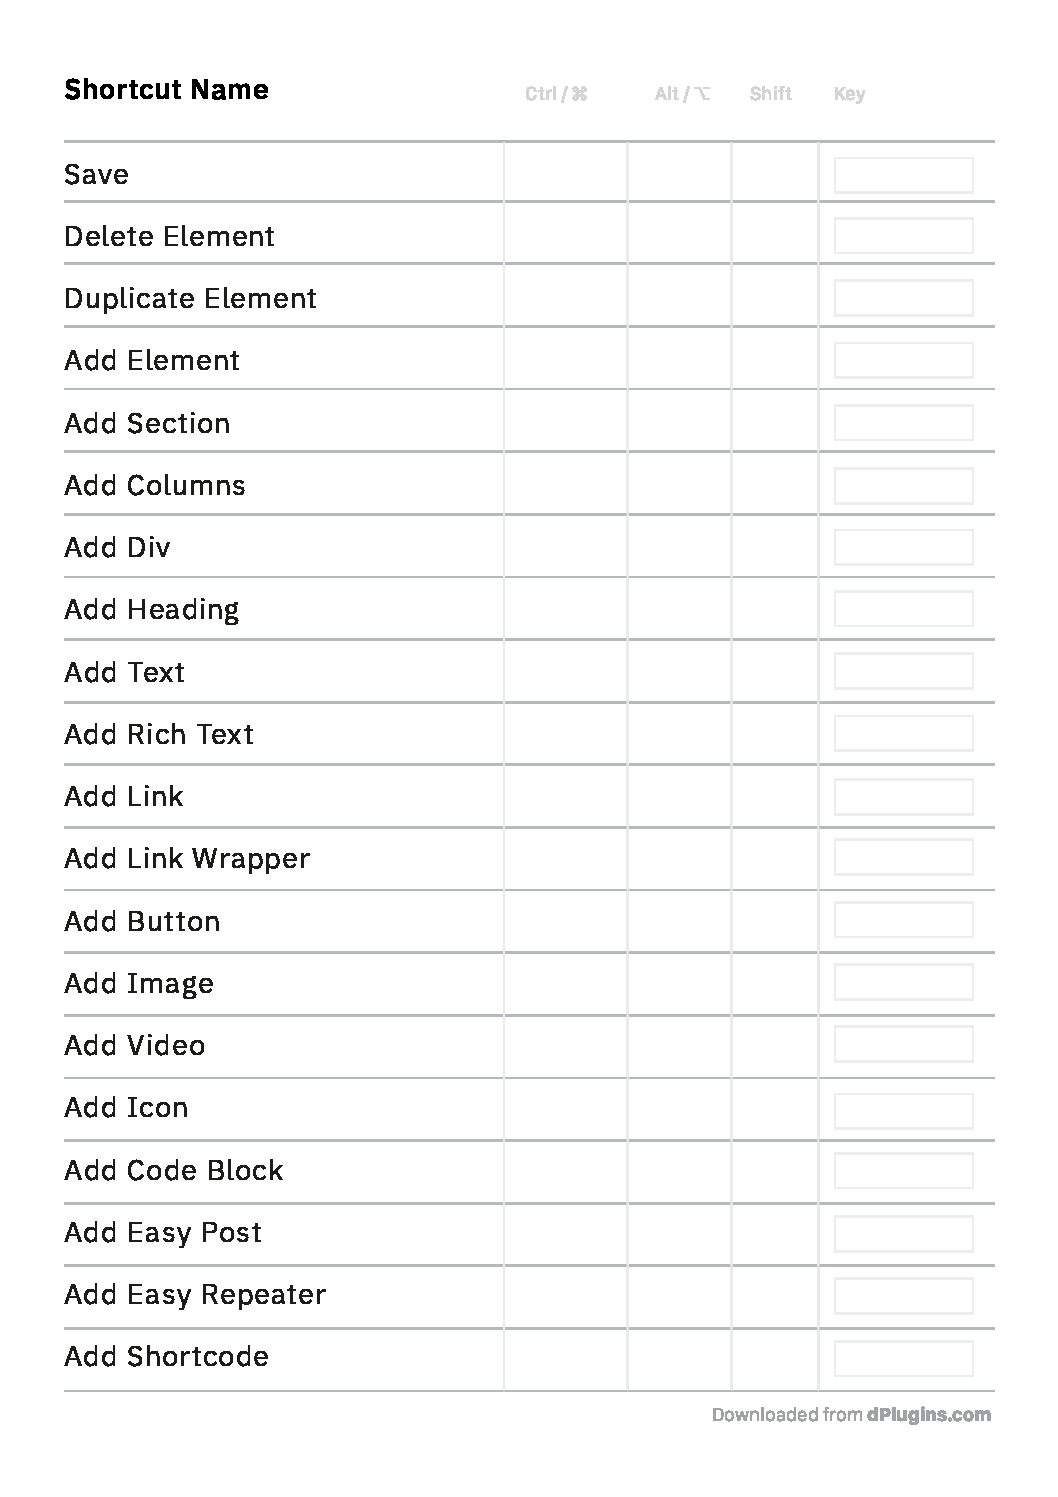 Shortcut Name Ctrl / ⌘ Alt / ⌥ Shift Key
Save
Delete Element
Duplicate Element
Add Element
Add Section
Add Columns
Add Div
Add Heading
Add Text
Add Rich Text
Add Link
Add Link Wrapper
Add Button
Add Image
Add Video
Add Icon
Add Code Block
Add Easy Post
Add Easy Repeater
Add Shortcode
Downloaded from dPlugins.com